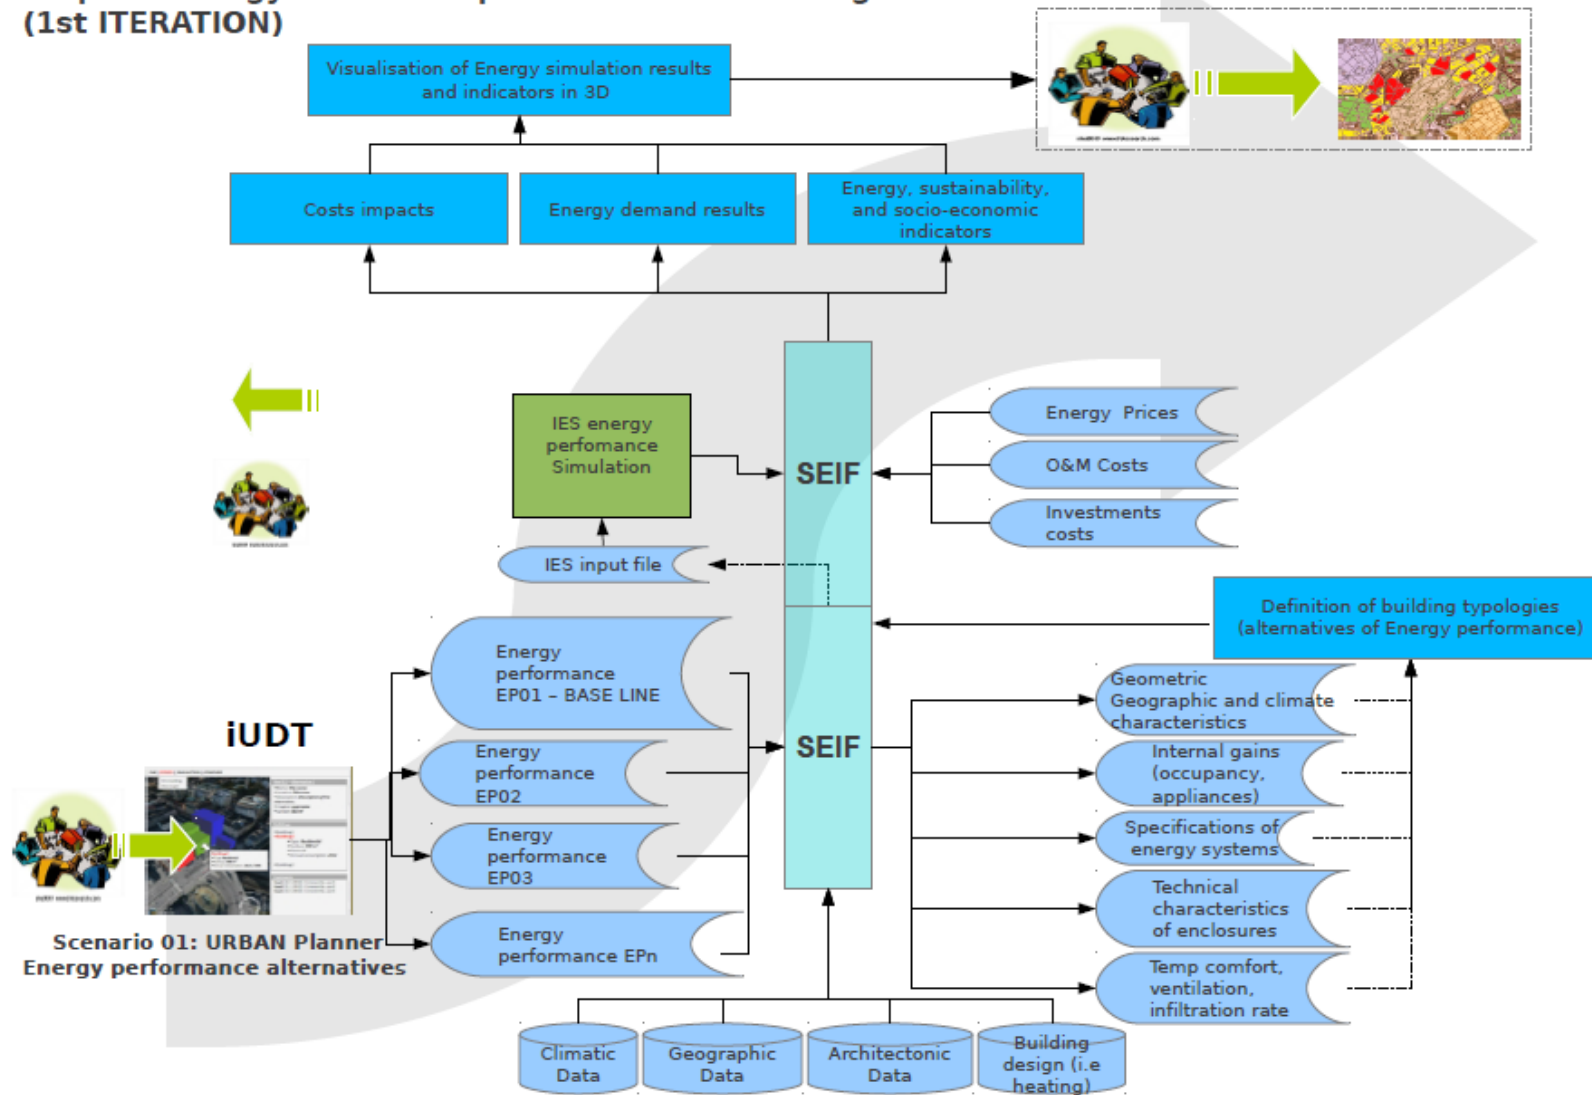 (1st ITERATION)
Visualisation of Energy simulation results
and indicators in 3D
Costs impacts
Energy demand results
Energy, sustainability,
and socio-economic
indicators
IES energy
perfomance
Simulation
SEIF
Energy Prices
O&M Costs
Investments
costs
IES input file
Definition of building typologies
(alternatives of Energy performance)
Energy
performance
EP01 – BASE LINE
Energy
performance
EP02
Energy
performance
EP03
Energy
performance EPn
SEIF
Geometric
Geographic and climate
characteristics
Internal gains
(occupancy,
appliances)
Specifications of
energy systems
Technical
characteristics
of enclosures
Temp comfort,
ventilation,
infiltration rate
iUDT
Scenario 01: URBAN Planner
Energy performance alternatives
Climatic
Data
Geographic
Data
Architectonic
Data
Building
design (i.e
heating)